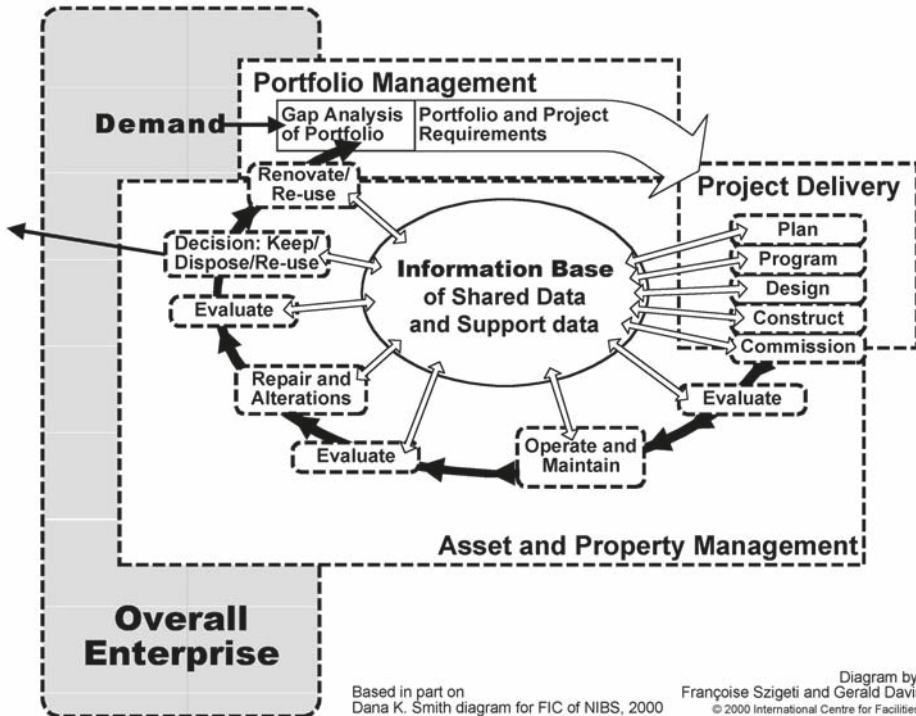 Portfolio Management
Demand
Gap Analysis
of Portfolio
Portfolio and Project
Requirements
Renovate/
Re-use
Project Delivery
Plan
Program
Design
Construct
Commission
Decision: Keep/
Dispose/Re-use
Information Base
of Shared Data
and Support data
Evaluate
Repair and
Alterations
Evaluate
Evaluate
Operate and
Maintain
Asset and Property Management
Overall
Enterprise
Based in part on
Dana K. Smith diagram for FIC of NIBS, 2000
Diagram by
Françoise Szigeti and Gerald Davis
© 2000 International Centre for Facilities